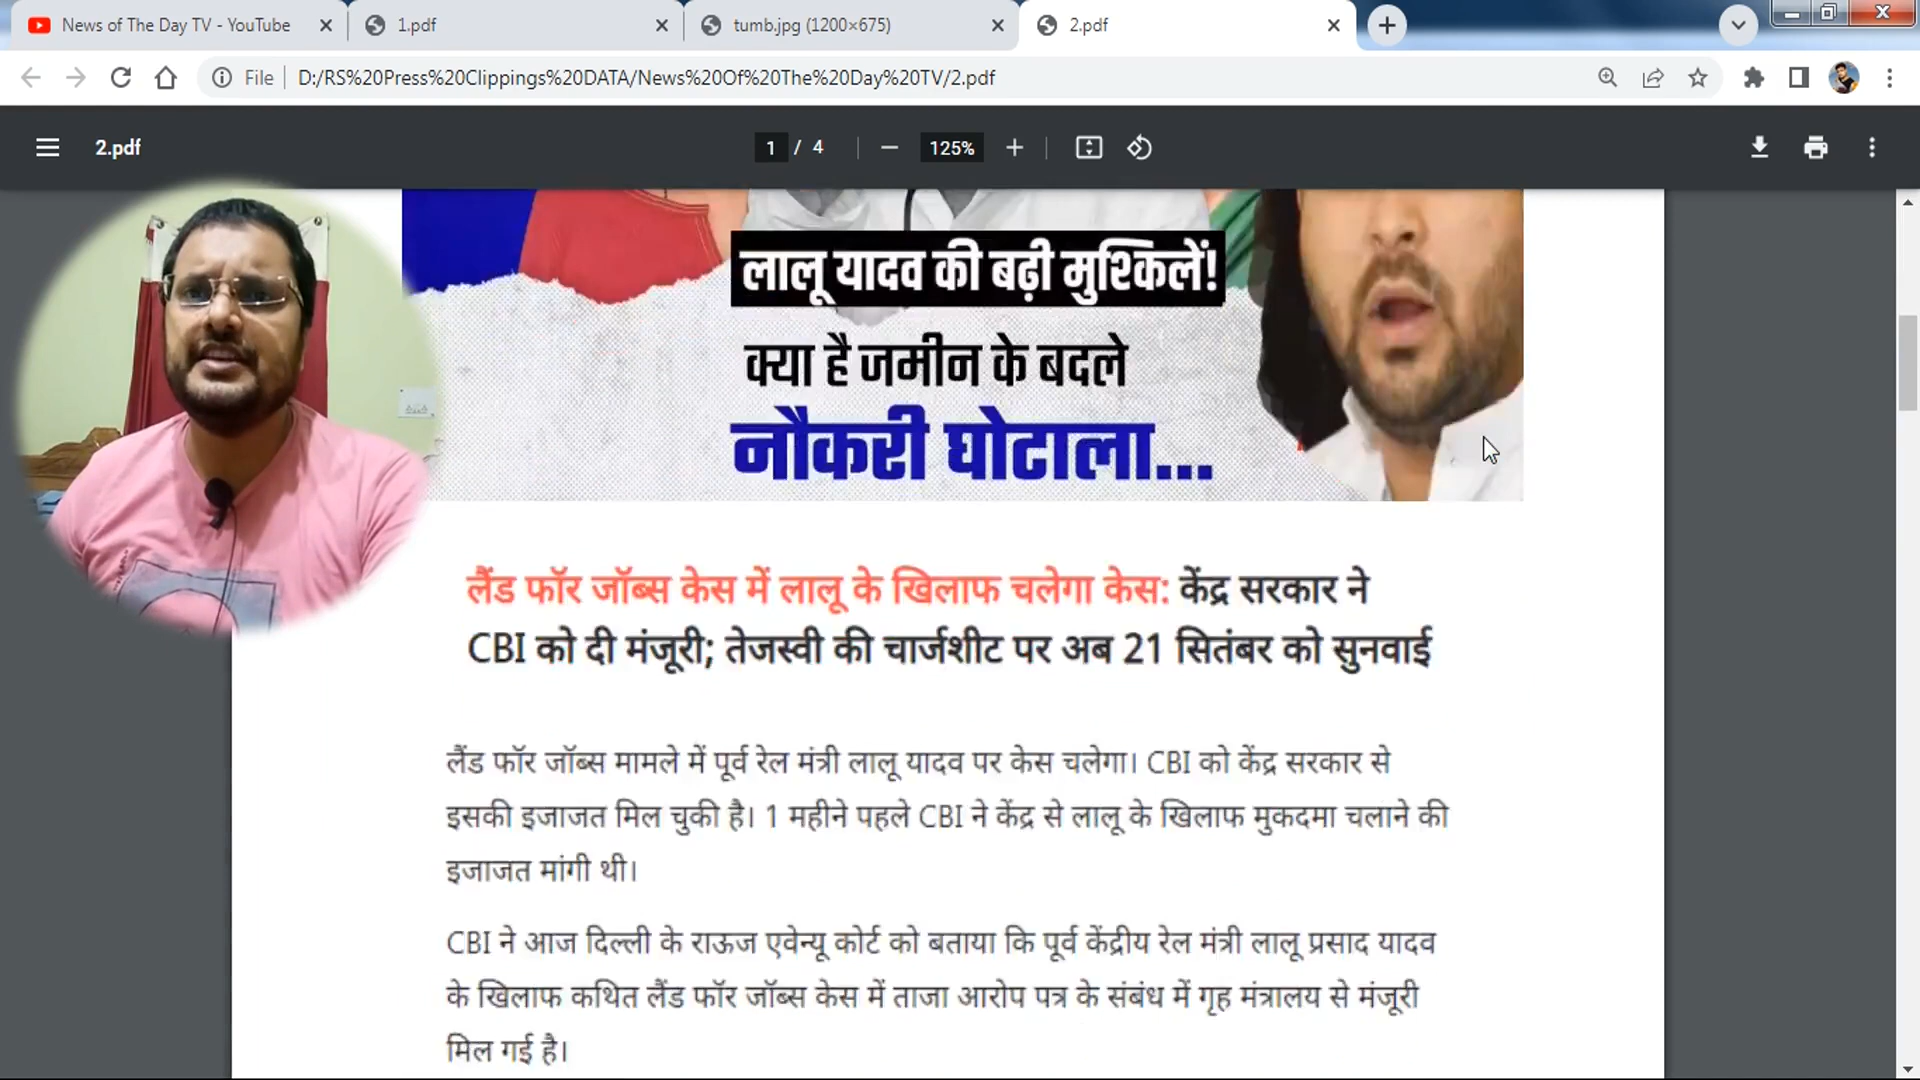 News of The Day TV - YouTube
1.pdf
tumb.jpg (1200×675)
2.pdf
File
D:/RS%20Press%20Clippings%20DATA/News%20Of%20The%20Day%20TV/2.pdf
2.pdf
1 / 4
125%
लालू यादव की बढ़ी मुश्किलें!
क्या है जमीन के बदले
नौकरी घोटाला...
लैंड फॉर जॉब्स केस में लालू के खिलाफ चलेगा केस: केंद्र सरकार ने
CBI को दी मंजूरी; तेजस्वी की चार्जशीट पर अब 21 सितंबर को सुनवाई
लैंड फॉर जॉब्स मामले में पूर्व रेल मंत्री लालू यादव पर केस चलेगा। CBI को केंद्र सरकार से
इसकी इजाजत मिल चुकी है। 1 महीने पहले CBI ने केंद्र से लालू के खिलाफ मुकदमा चलाने की
इजाजत मांगी थी।
CBI ने आज दिल्ली के राऊज एवेन्यू कोर्ट को बताया कि पूर्व केंद्रीय रेल मंत्री लालू प्रसाद यादव
के खिलाफ कथित लैंड फॉर जॉब्स केस में ताजा आरोप पत्र के संबंध में गृह मंत्रालय से मंजूरी
मिल गई है।